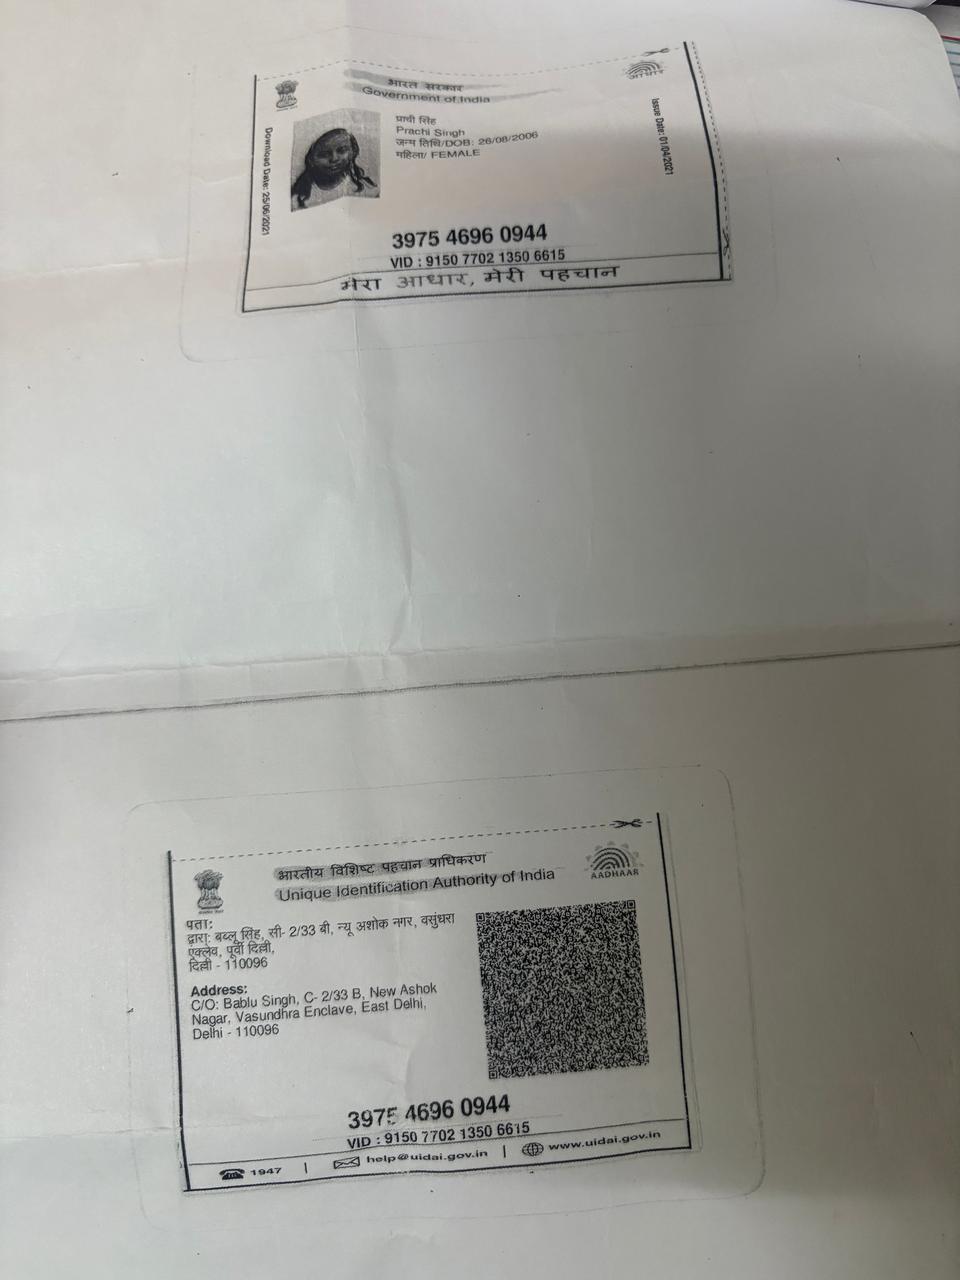 भारत सरकार
Government of India
आधार
Download Date: 25/06/2021
Issue Date: 01/04/2021
प्राची सिंह
Prachi Singh
जन्म तिथि/DOB: 26/08/2006
महिला/ FEMALE
3975 4696 0944
VID : 9150 7702 1350 6615
मेरा आधार, मेरी पहचान
भारतीय विशिष्ट पहचान प्राधिकरण
Unique Identification Authority of India
AADHAAR
पता:
द्वारा: बब्लू सिंह, सी- 2/33 बी, न्यू अशोक नगर, वसुंधरा
एंक्लेव, पूर्वी दिल्ली,
दिल्ली - 110096
Address:
C/O: Bablu Singh, C- 2/33 B, New Ashok
Nagar, Vasundhra Enclave, East Delhi,
Delhi - 110096
3975 4696 0944
VID : 9150 7702 1350 6615
1947 | help@uidai.gov.in | www.uidai.gov.in